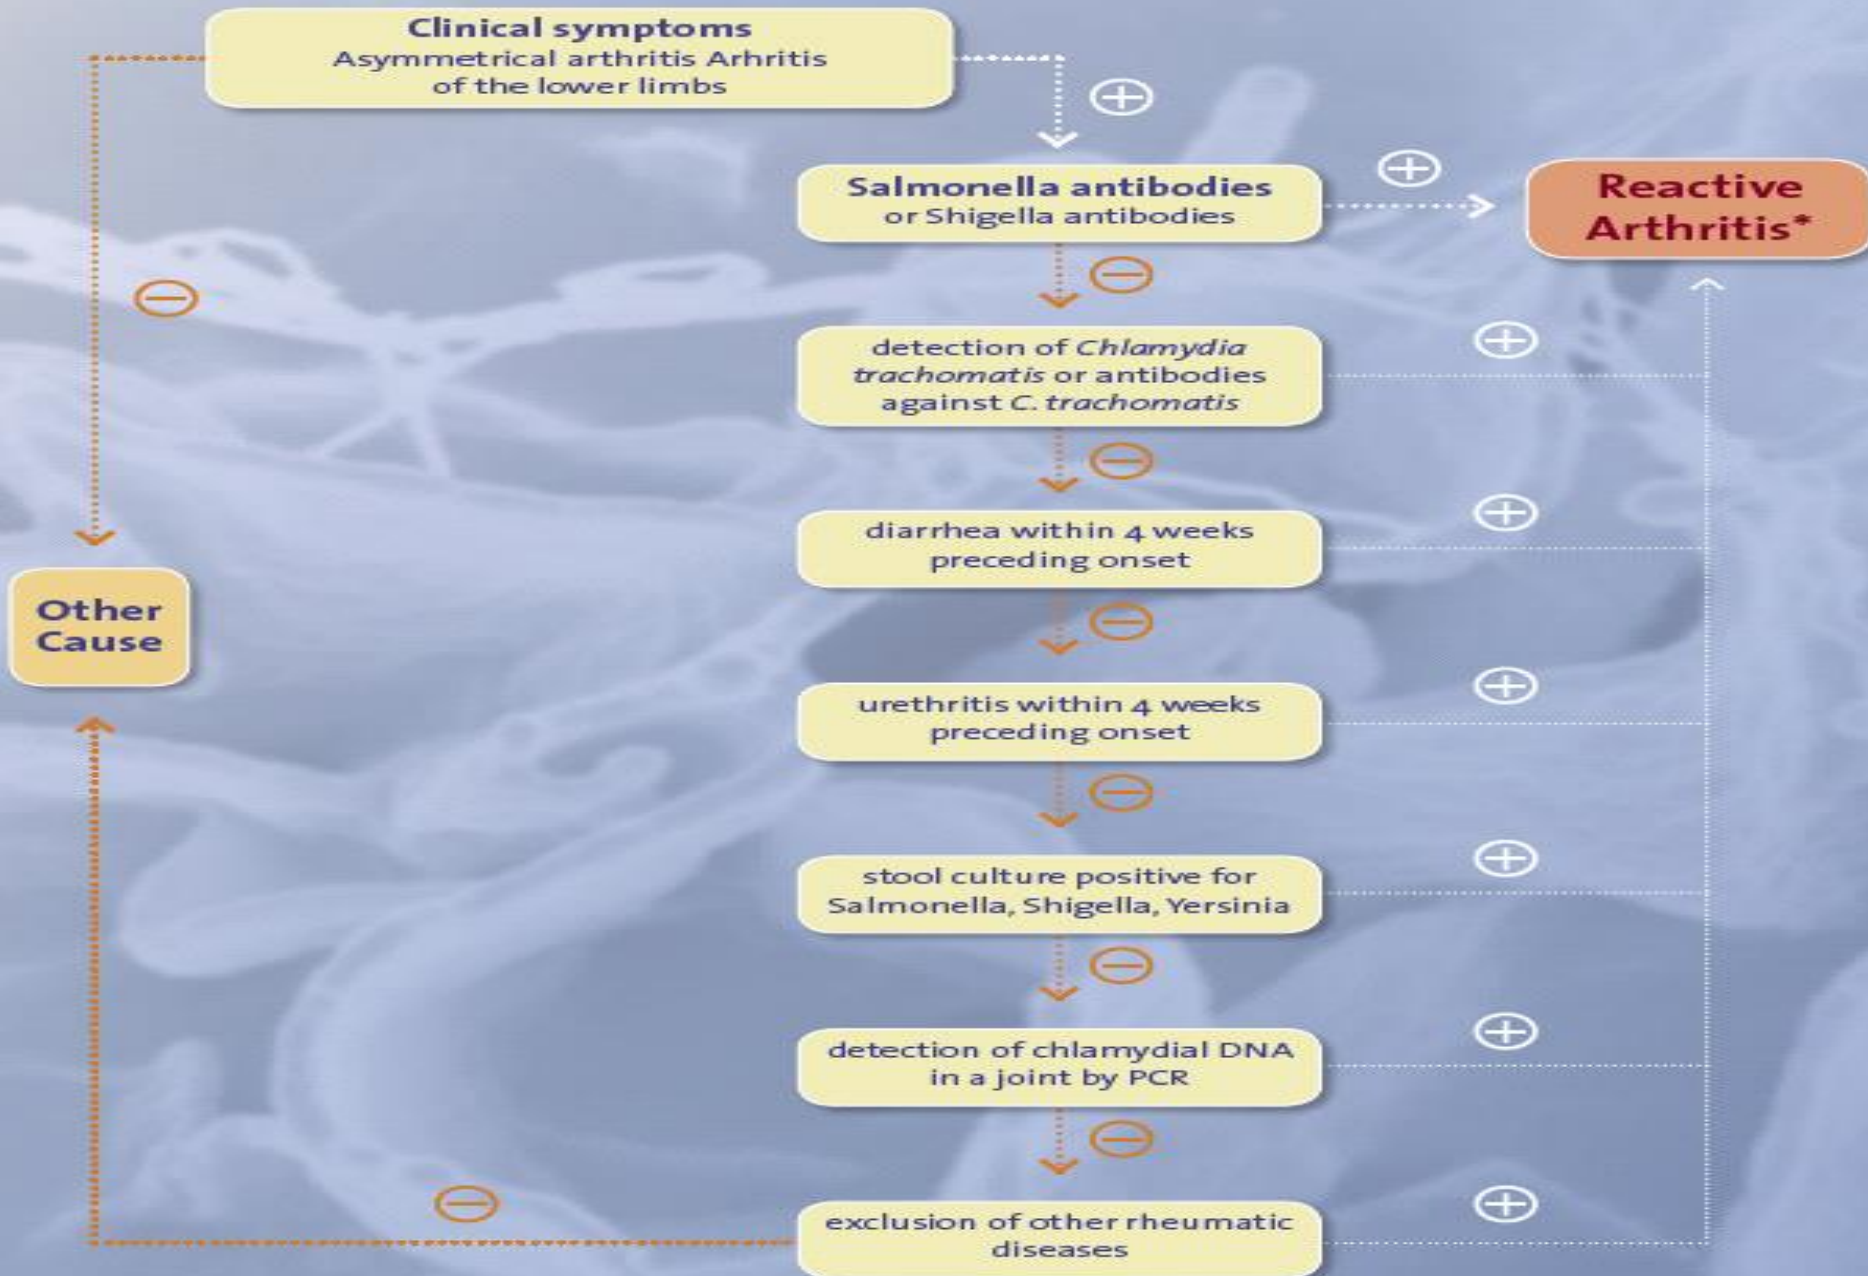 Clinical symptoms
Asymmetrical arthritis Arhritis
of the lower limbs
Salmonella antibodies
or Shigella antibodies
Reactive
Arthritis*
detection of Chlamydia
trachomatis or antibodies
against C. trachomatis
diarrhea within 4 weeks
preceding onset
Other
Cause
urethritis within 4 weeks
preceding onset
stool culture positive for
Salmonella, Shigella, Yersinia
detection of chlamydial DNA
in a joint by PCR
exclusion of other rheumatic
diseases